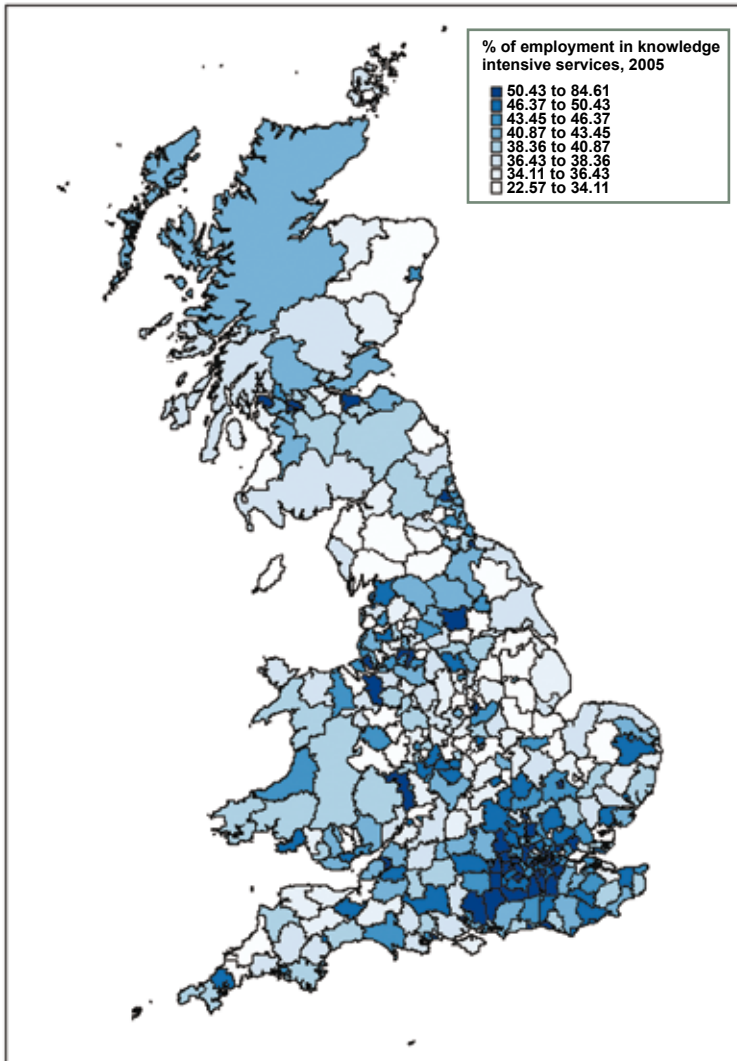 % of employment in knowledge
intensive services, 2005
50.43 to 84.61
46.37 to 50.43
43.45 to 46.37
40.87 to 43.45
38.36 to 40.87
36.43 to 38.36
34.11 to 36.43
22.57 to 34.11